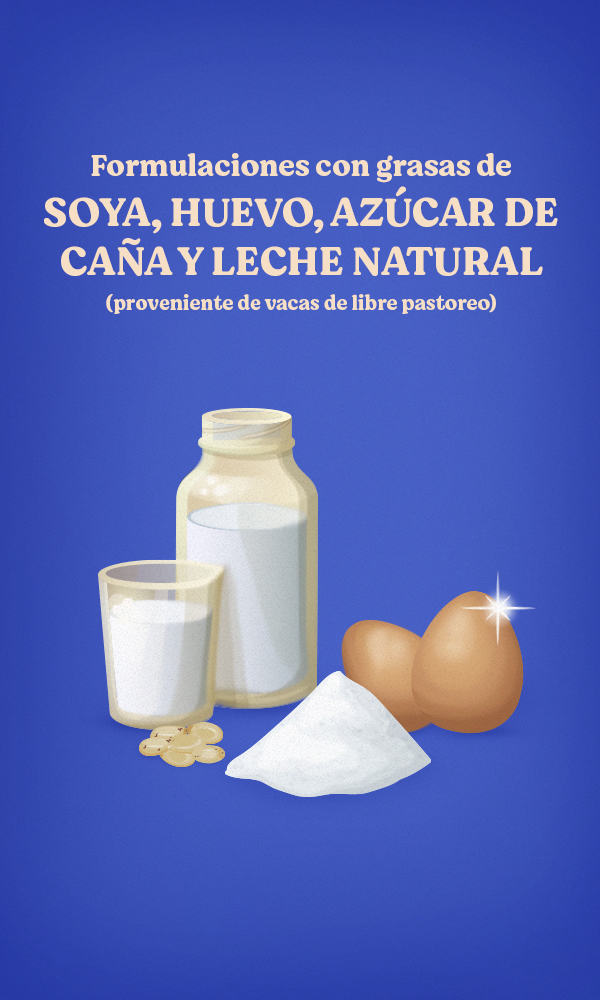 Formulaciones con grasas de
SOYA, HUEVO, AZÚCAR DE
CAÑA Y LECHE NATURAL
(proveniente de vacas de libre pastoreo)